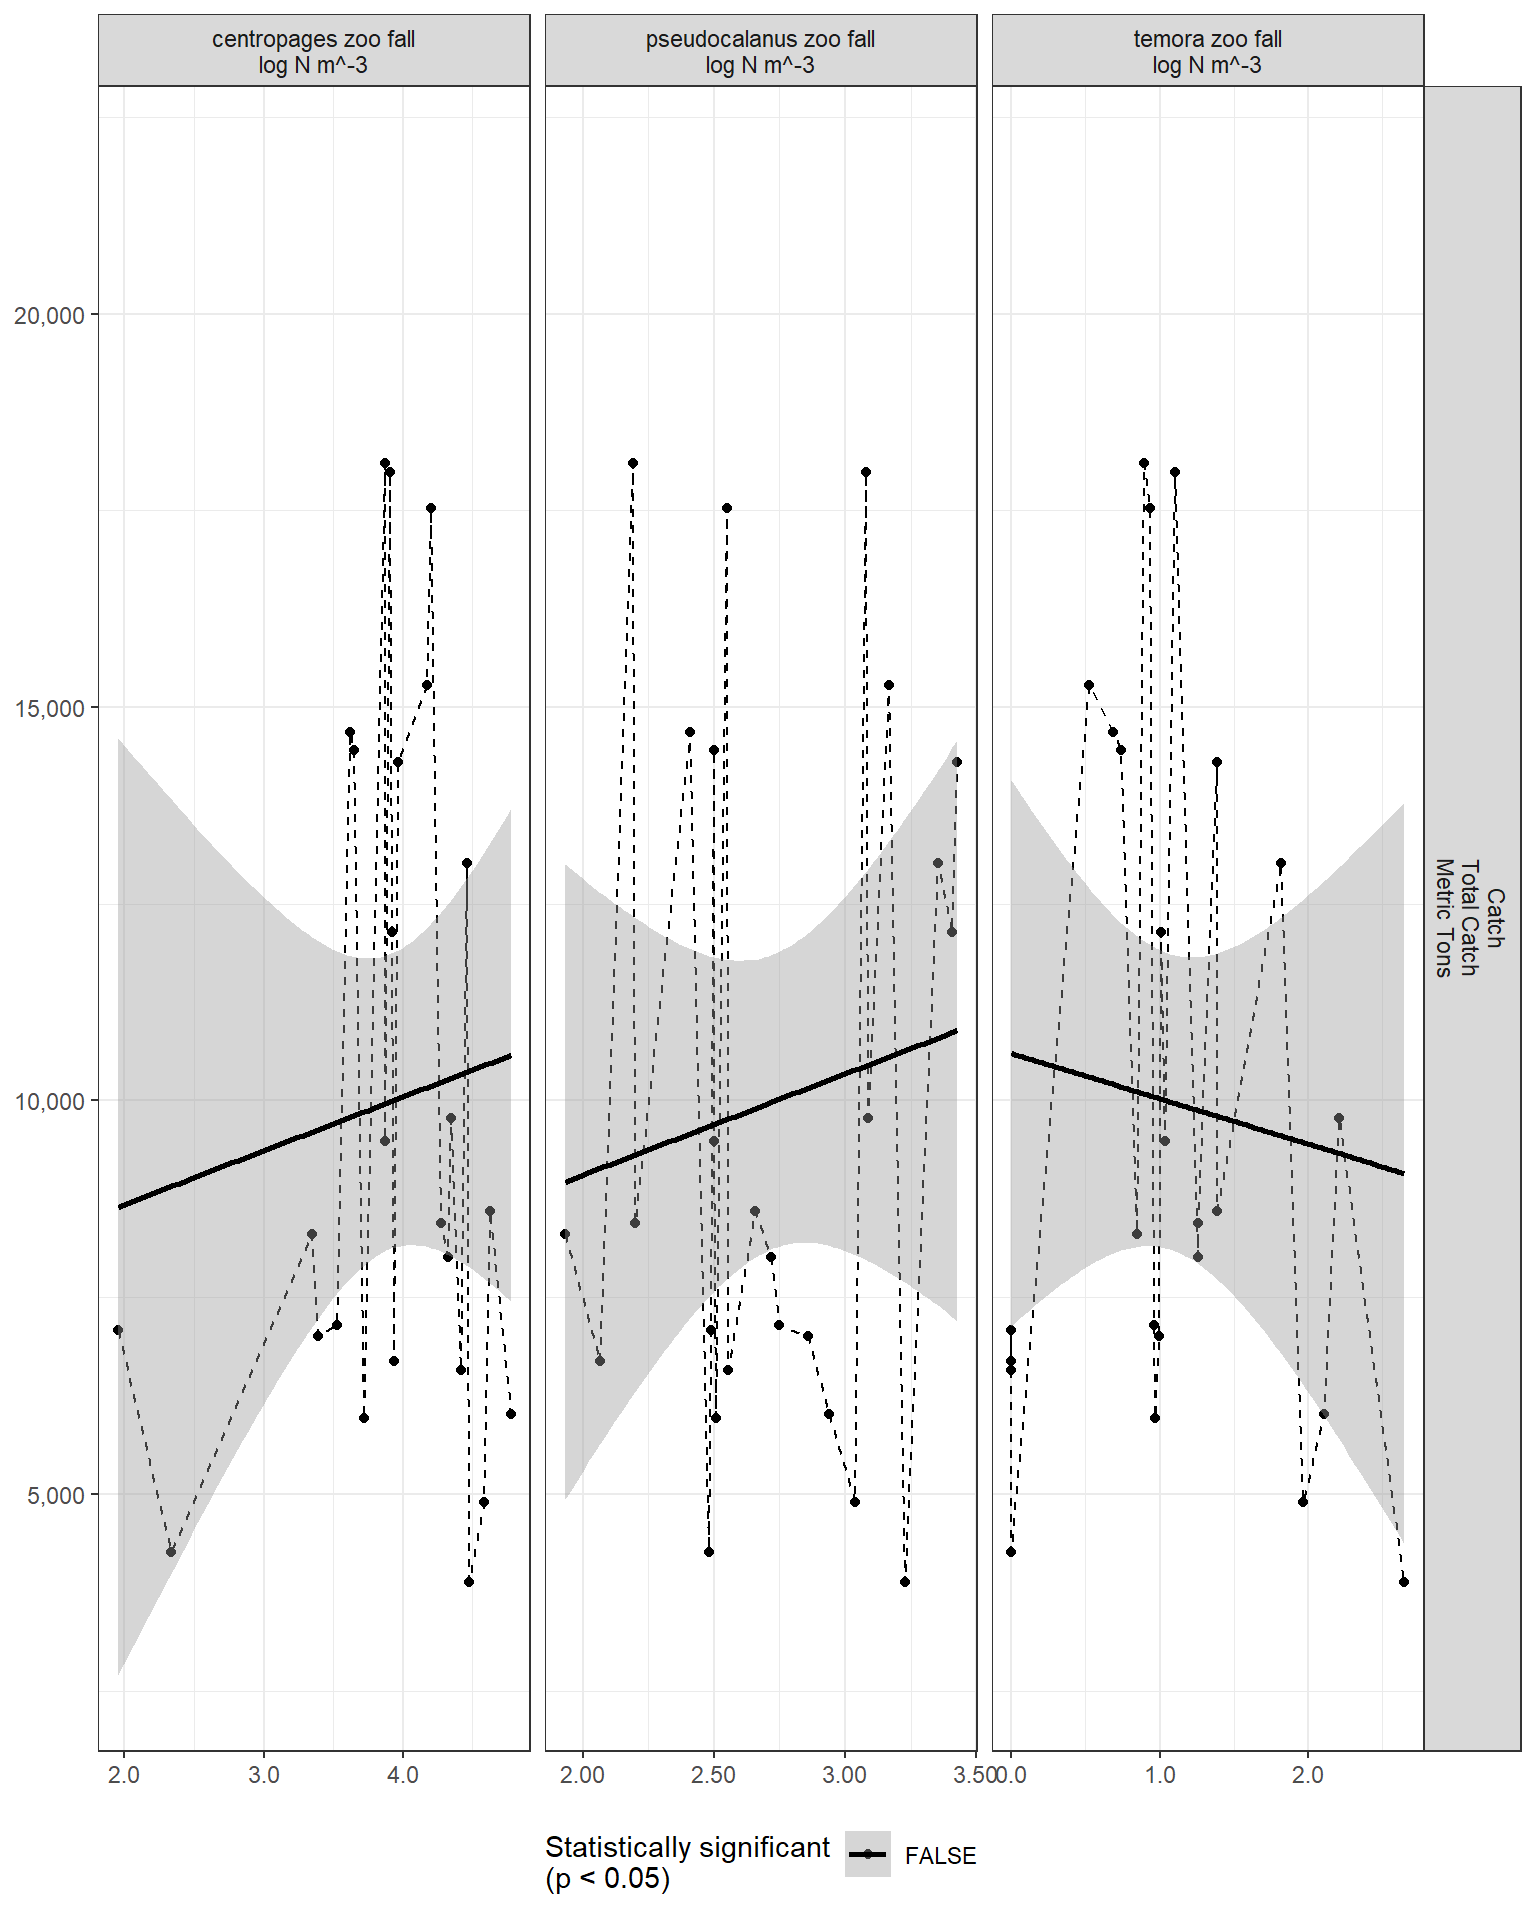 centropages zoo fall
log N m^-3
pseudocalanus zoo fall
log N m^-3
temora zoo fall
log N m^-3
20,000
15,000
10,000
5,000
Catch
Total Catch
Metric Tons
2.0
3.0
4.0
2.00
2.50
3.00
3.50
0.0
1.0
2.0
Statistically significant
(p < 0.05)
FALSE